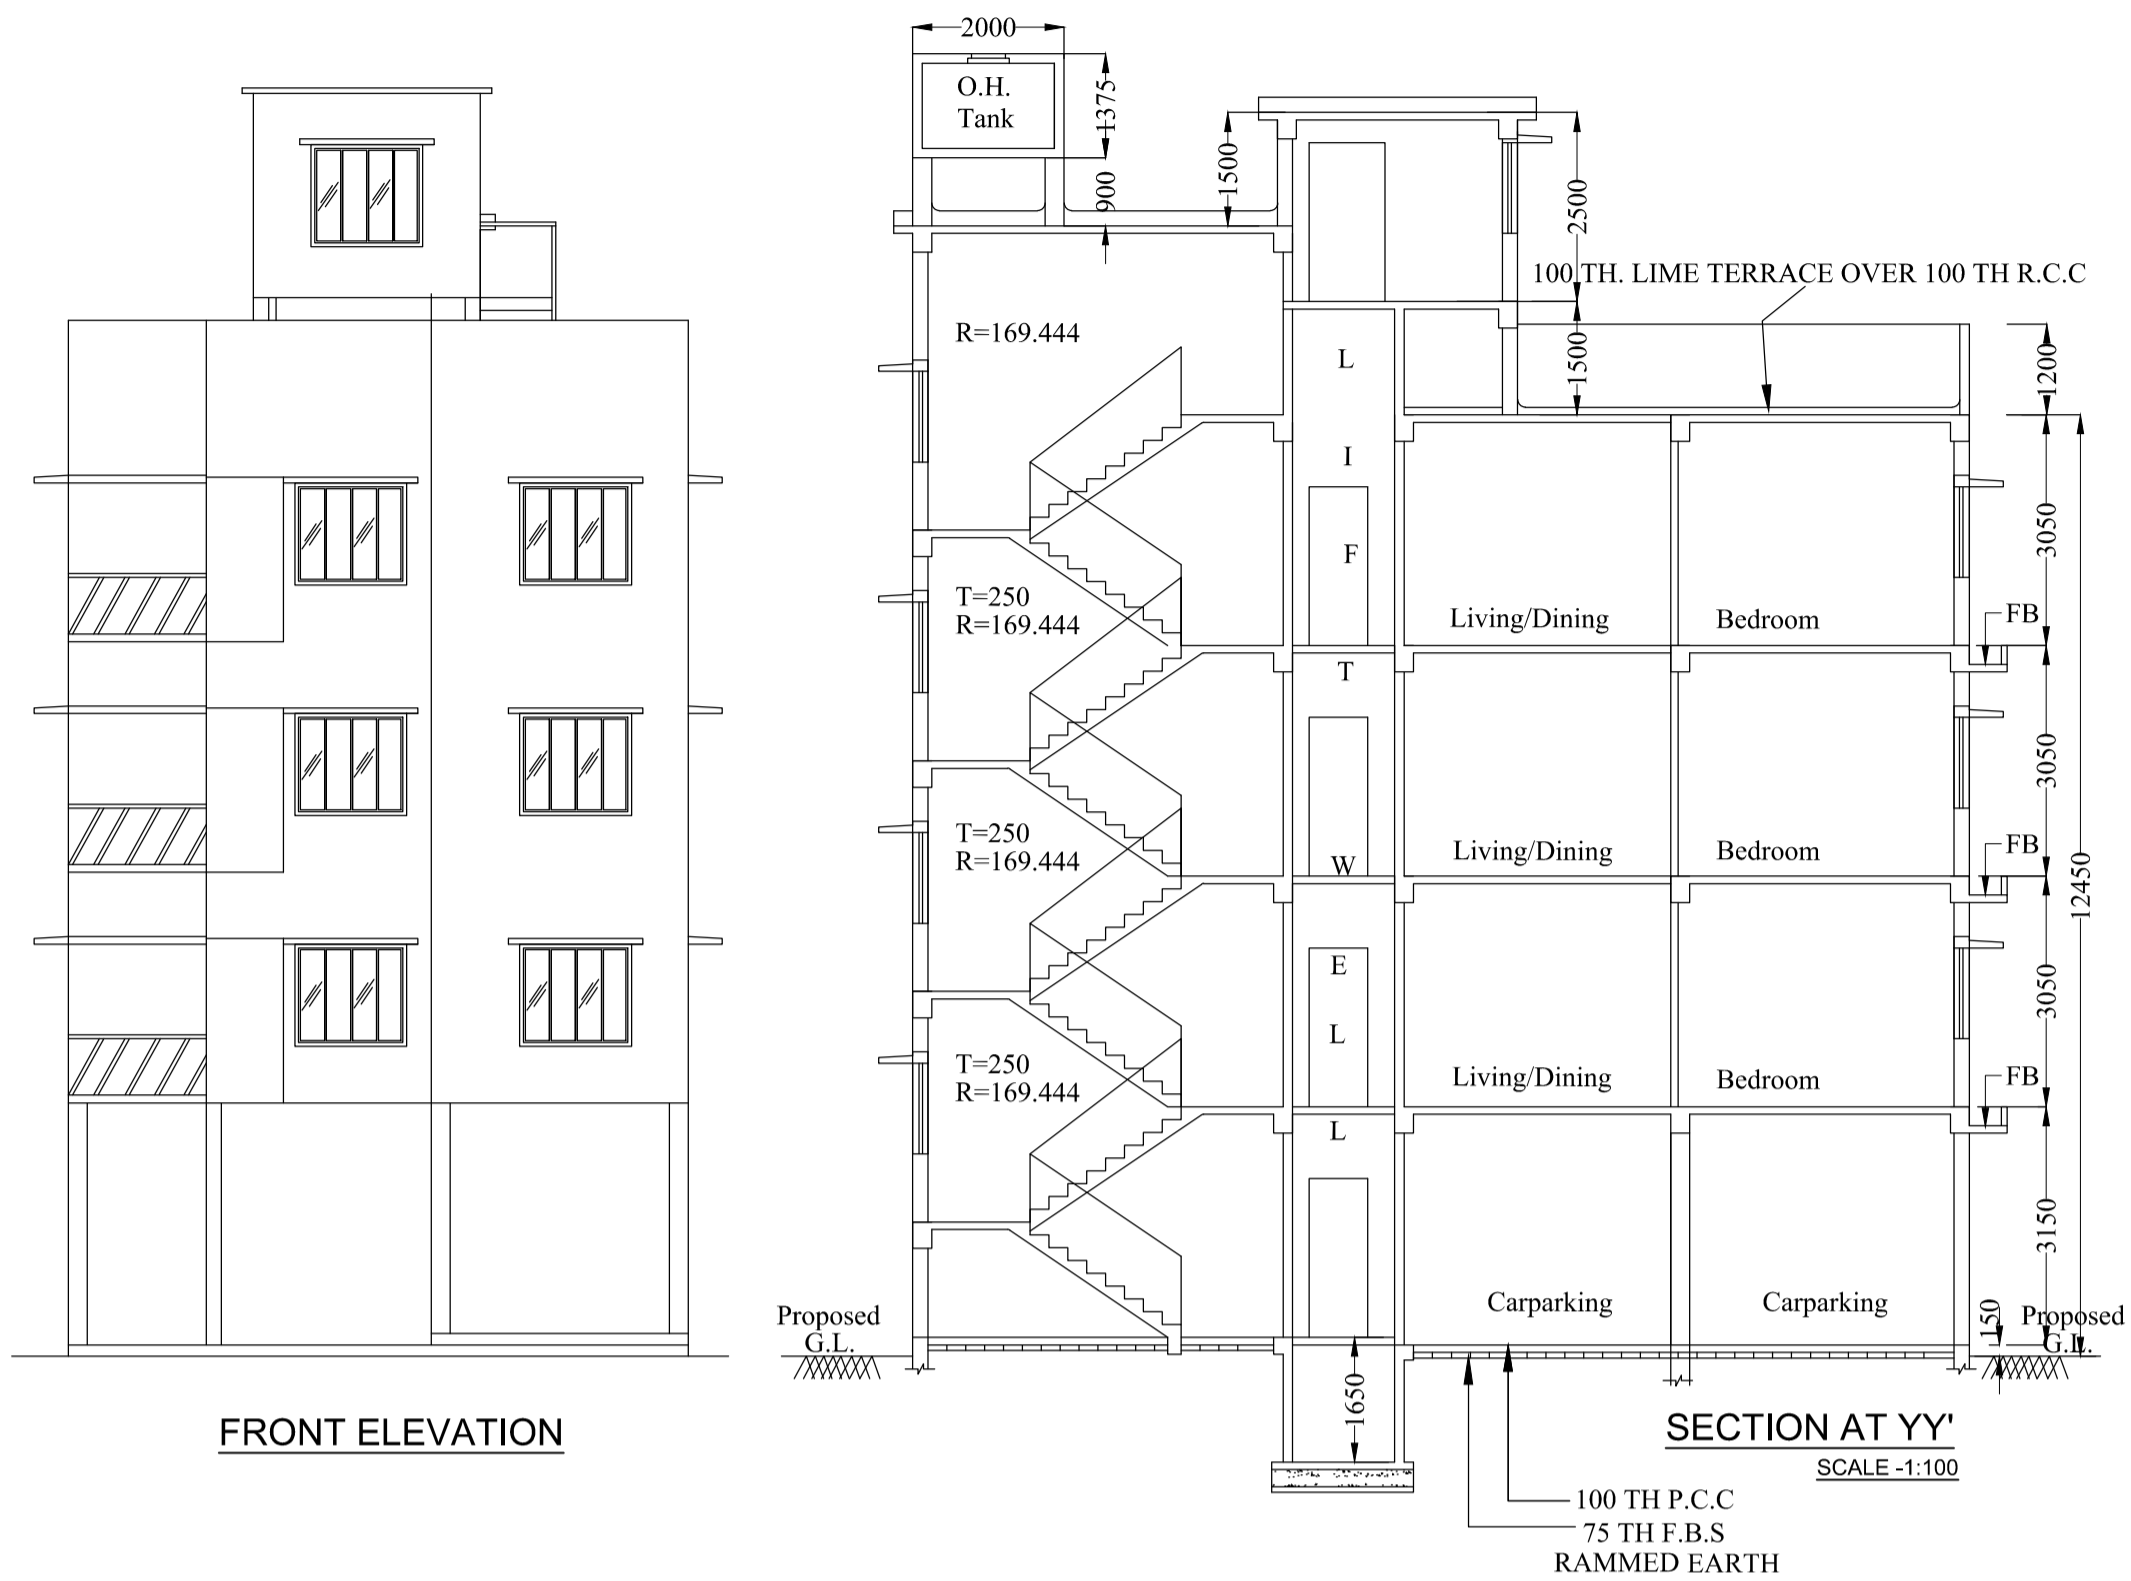 2000
O.H.
Tank
1375
900
1500
2500
100 TH. LIME TERRACE OVER 100 TH R.C.C
R=169.444
L
1500
1200
I
F
3050
T=250
R=169.444
Living/Dining
Bedroom
FB
T
3050
T=250
R=169.444
W
Living/Dining
Bedroom
FB
12450
E
3050
L
T=250
R=169.444
Living/Dining
Bedroom
FB
L
3150
Carparking
Carparking
150
Proposed
G.L.
Proposed
G.L.
1650
FRONT ELEVATION
SECTION AT YY'
SCALE -1:100
100 TH P.C.C
75 TH F.B.S
RAMMED EARTH